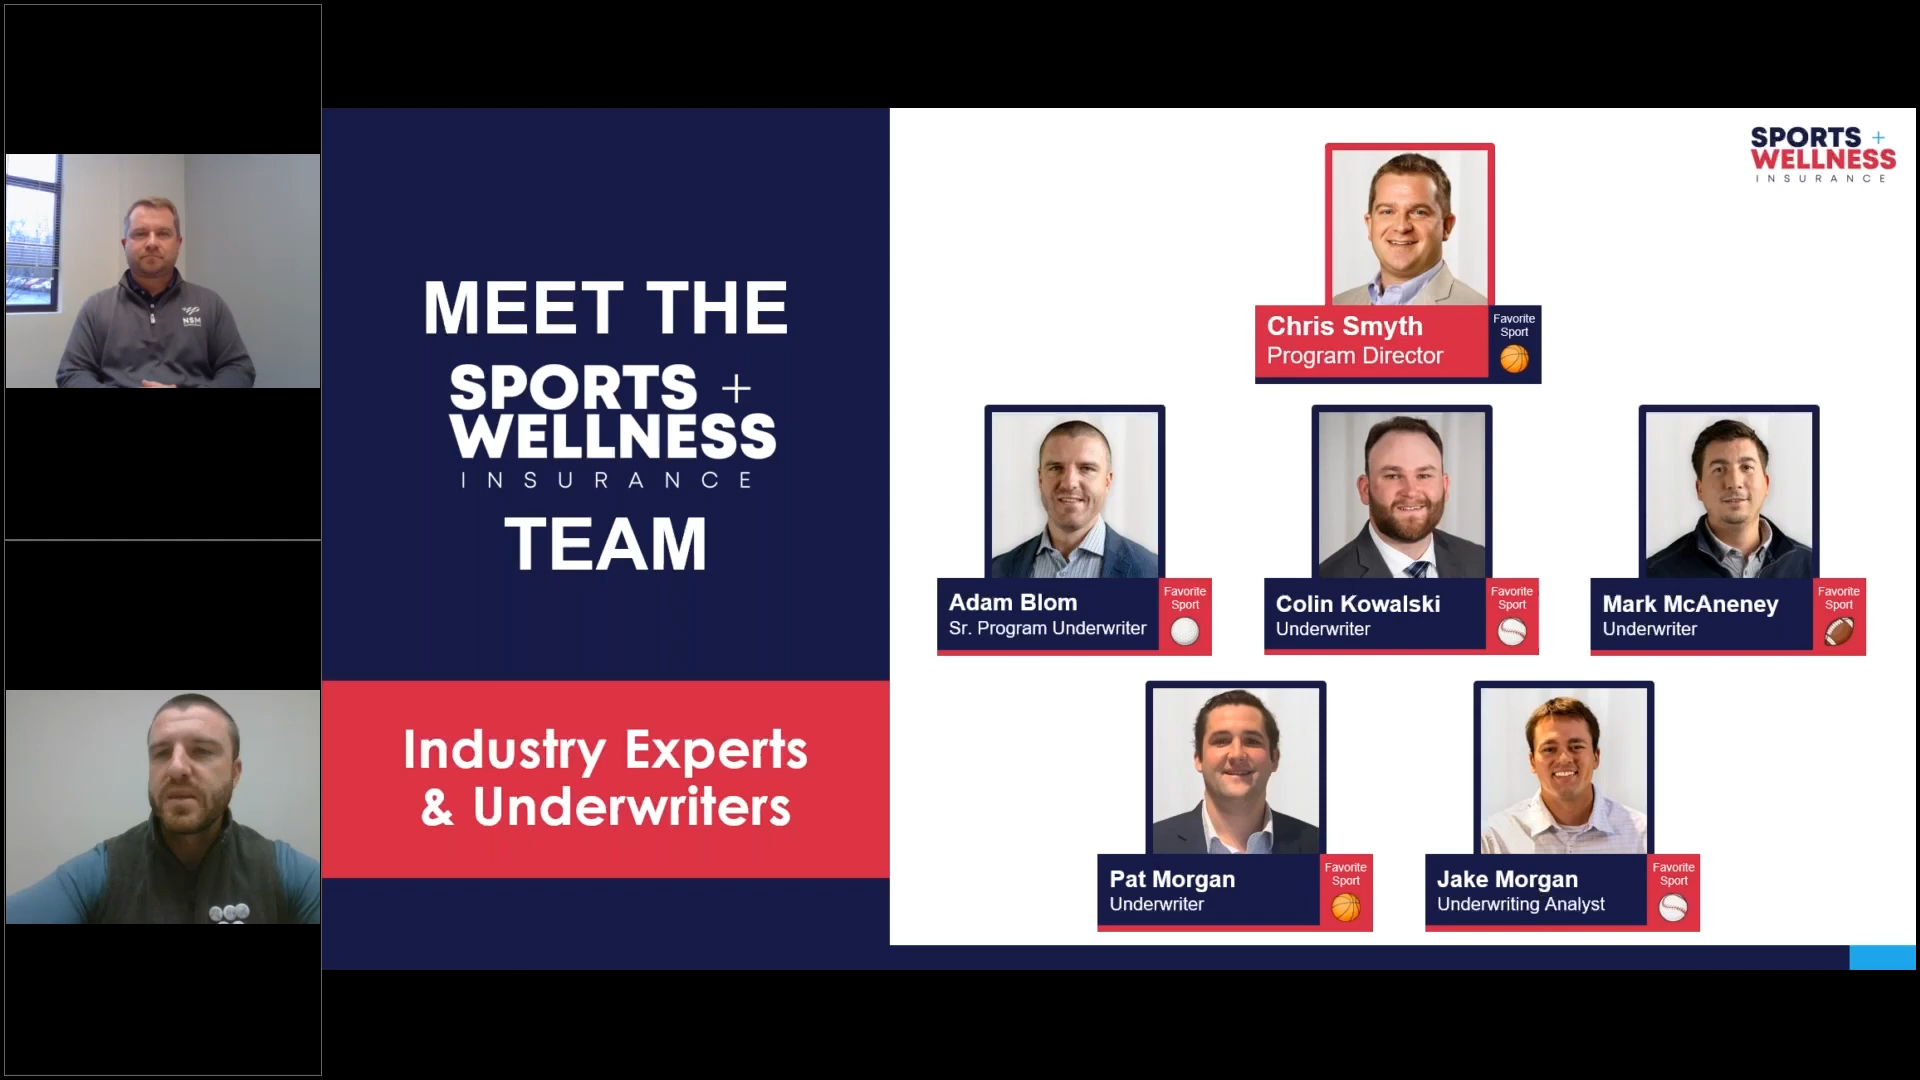 NSM
MEET THE
SPORTS +
WELLNESS
INSURANCE
TEAM
Industry Experts
& Underwriters
SPORTS +
WELLNESS
INSURANCE
Chris Smyth
Program Director
Favorite
Sport
Adam Blom
Sr. Program Underwriter
Favorite
Sport
Colin Kowalski
Underwriter
Favorite
Sport
Mark McAneney
Underwriter
Favorite
Sport
Pat Morgan
Underwriter
Favorite
Sport
Jake Morgan
Underwriting Analyst
Favorite
Sport